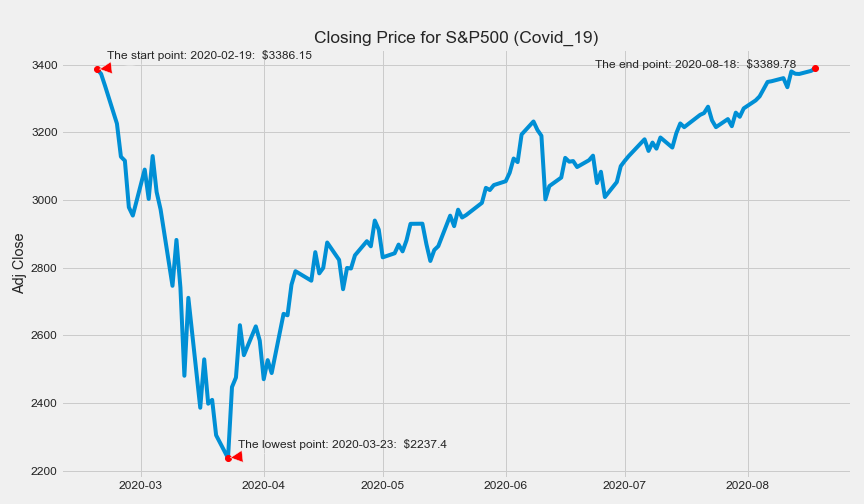 Closing Price for S&P500 (Covid_19)
The start point: 2020-02-19:  $3386.15
The end point: 2020-08-18:  $3389.78
The lowest point: 2020-03-23:  $2237.4
Adj Close
3400
3200
3000
2800
2600
2400
2200
2020-03
2020-04
2020-05
2020-06
2020-07
2020-08